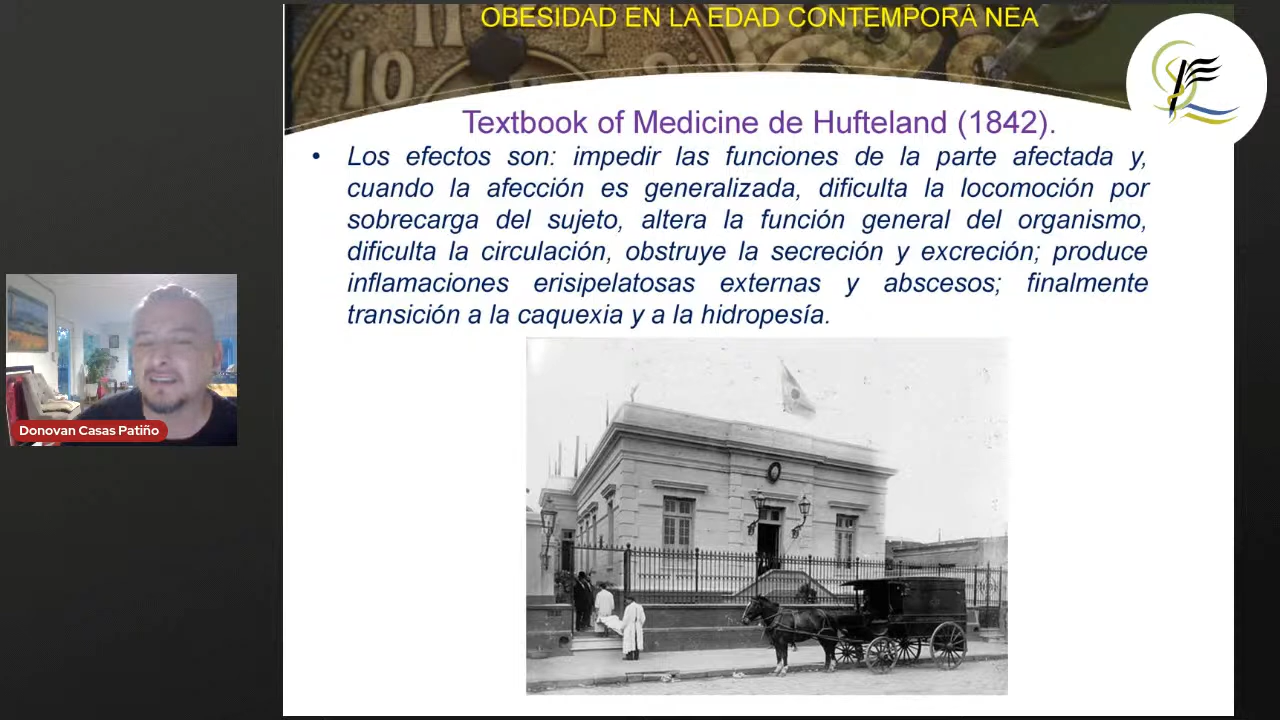 OBESIDAD EN LA EDAD CONTEMPORÁ NEA
Textbook of Medicine de Hufteland (1842).
• Los efectos son: impedir las funciones de la parte afectada y,
cuando la afección es generalizada, dificulta la locomoción por
sobrecarga del sujeto, altera la función general del organismo,
dificulta la circulación, obstruye la secreción y excreción; produce
inflamaciones erisipelatosas externas y abscesos; finalmente
transición a la caquexia y a la hidropesía.
Donovan Casas Patiño
10
11
1